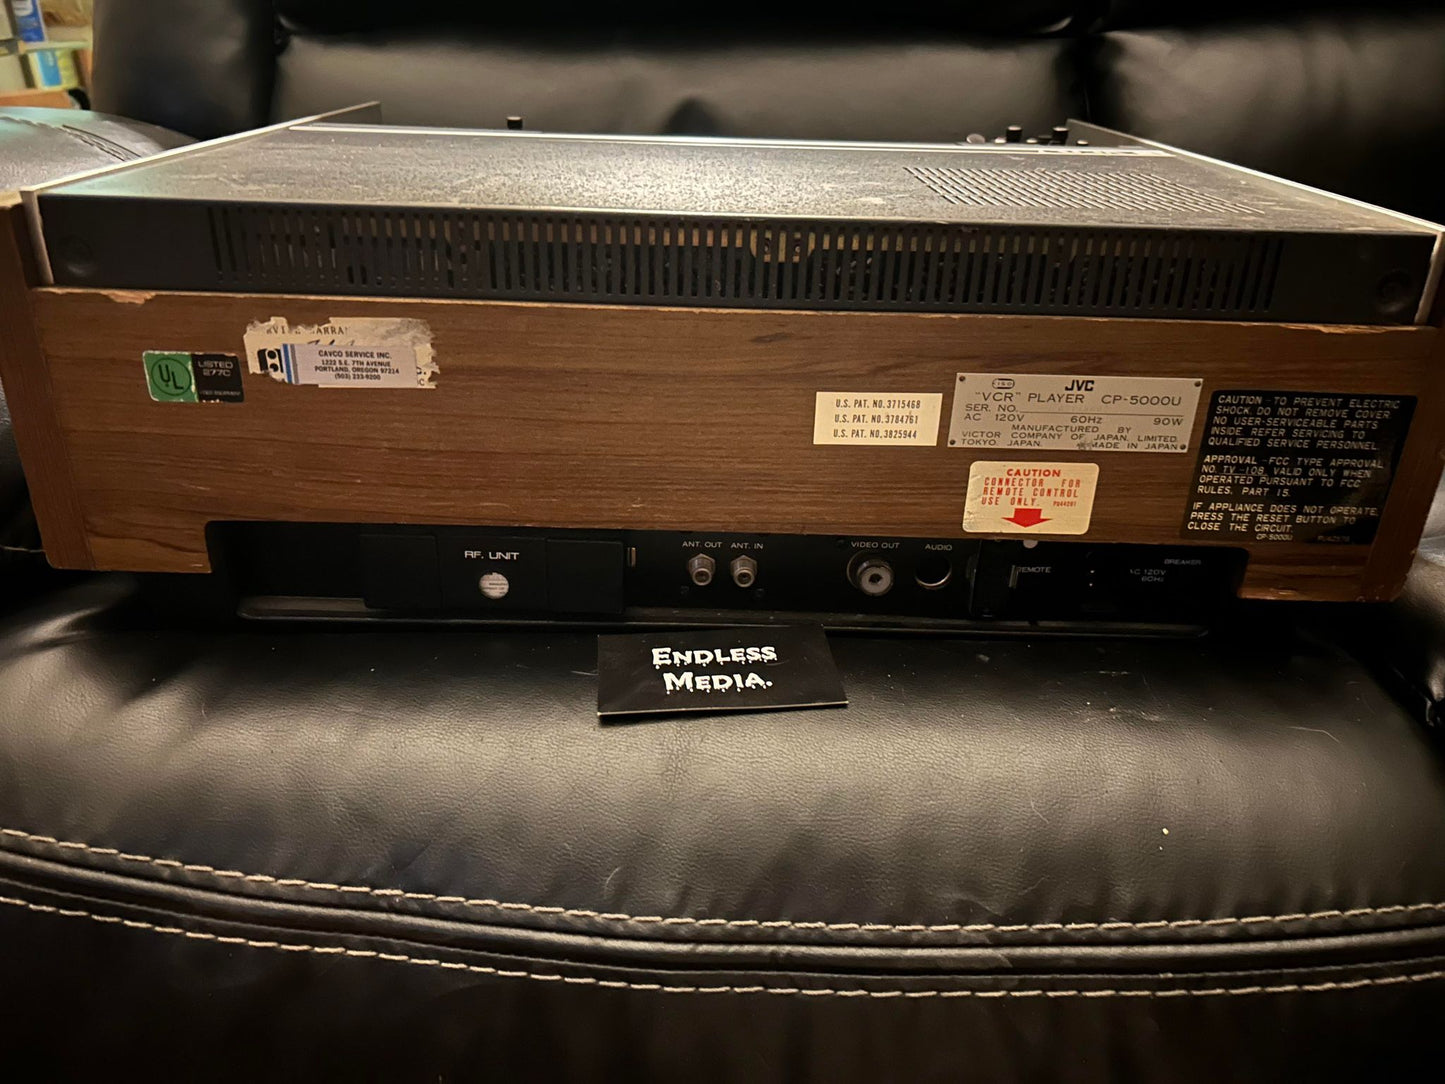 LISTED
277C
CAVCO SERVICE INC.
1222 S.E. 7TH AVENUE
PORTLAND, OREGON 97214
(503) 233-9200
U.S. PAT. NO. 3715468
U.S. PAT. NO. 3784761
U.S. PAT. NO. 3825944
JVC
"VCR" PLAYER CP-5000U
SER. NO.
AC 120V 60Hz 90W
MANUFACTURED BY
VICTOR COMPANY OF JAPAN, LIMITED.
TOKYO. JAPAN. MADE IN JAPAN
CAUTION
CONNECTOR FOR
REMOTE CONTROL
USE ONLY. PU44201
CAUTION - TO PREVENT ELECTRIC
SHOCK, DO NOT REMOVE COVER.
NO USER-SERVICEABLE PARTS
INSIDE REFER SERVICING TO
QUALIFIED SERVICE PERSONNEL
APPROVAL -FCC TYPE APPROVAL
NO. TV-108 VALID ONLY WHEN
OPERATED PURSUANT TO FCC
RULES, PART 15.
IF APPLIANCE DOES NOT OPERATE,
PRESS THE RESET BUTTON TO
CLOSE THE CIRCUIT.
CP-5000U
RF. UNIT
ANT. OUT ANT. IN
VIDEO OUT AUDIO
REMOTE
AC 120V
60Hz
BREAKER
ENDLESS
MEDIA.